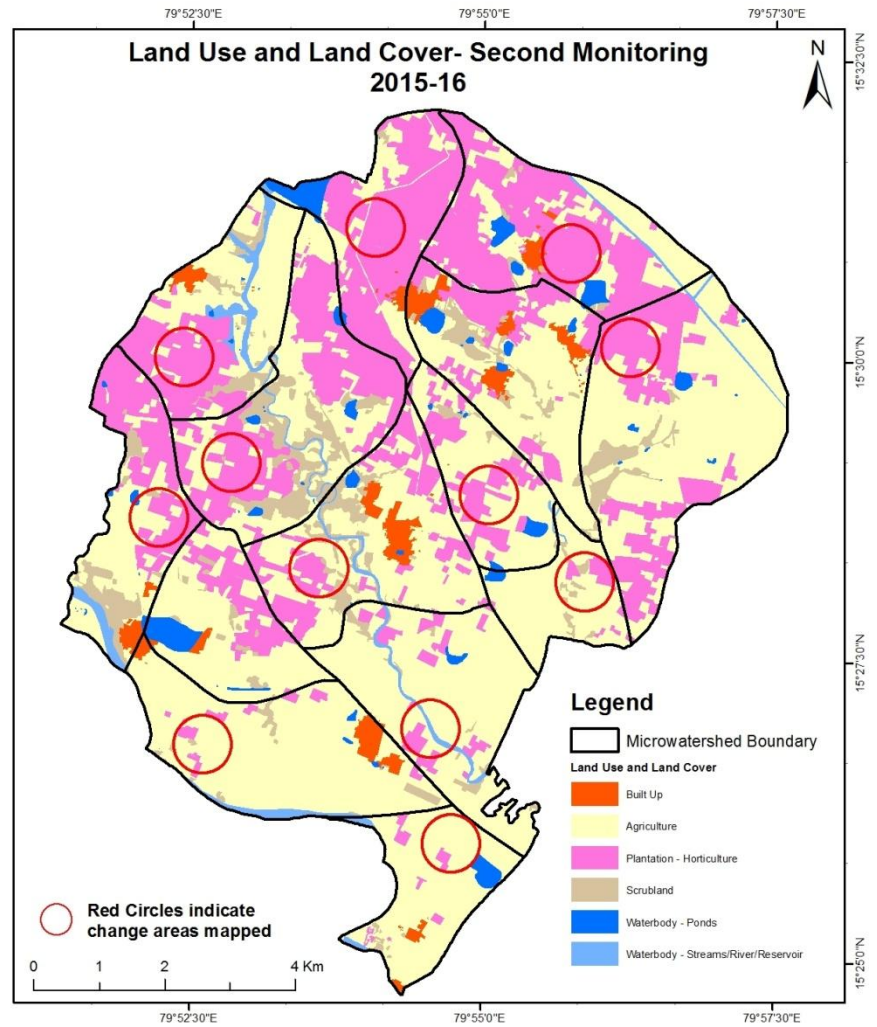 79°52'30"E 79°55'0"E 79°57'30"E
Land Use and Land Cover- Second Monitoring
2015-16
N
15°32'30"N
15°30'0"N
15°27'30"N
15°25'0"N
Legend
Microwatershed Boundary
Land Use and Land Cover
Built Up
Agriculture
Plantation - Horticulture
Scrubland
Waterbody - Ponds
Waterbody - Streams/River/Reservoir
Red Circles indicate
change areas mapped
0 1 2 4 Km
79°52'30"E 79°55'0"E 79°57'30"E